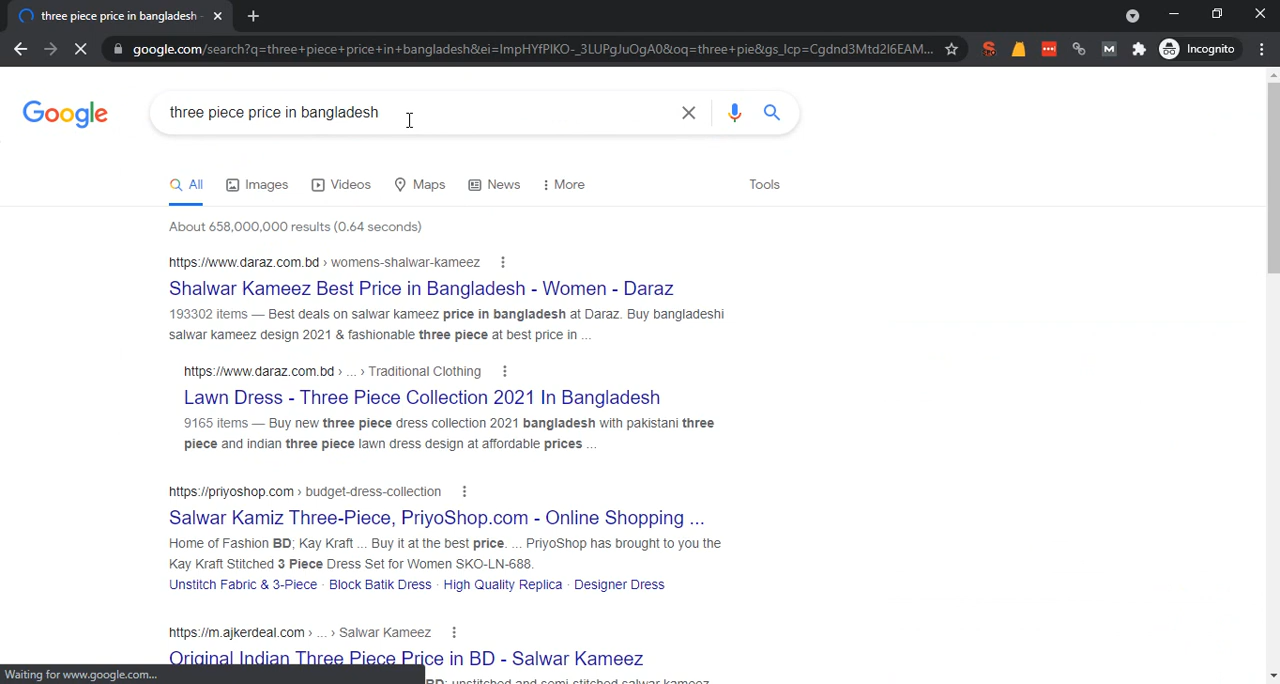 three piece price in bangladesh -
google.com/search?q=three+piece+price+in+bangladesh&ei=ImpHYfPIKO-_3LUPgJuOgA0&oq=three+pie&gs_lcp=Cgdnd3Mtd2l6EAM...
Incognito
Google
three piece price in bangladesh
All
Images
Videos
Maps
News
More
Tools
About 658,000,000 results (0.64 seconds)
https://www.daraz.com.bd › womens-shalwar-kameez
Shalwar Kameez Best Price in Bangladesh - Women - Daraz
193302 items — Best deals on salwar kameez price in bangladesh at Daraz. Buy bangladeshi
salwar kameez design 2021 & fashionable three piece at best price in ...
https://www.daraz.com.bd › ... › Traditional Clothing
Lawn Dress - Three Piece Collection 2021 In Bangladesh
9165 items — Buy new three piece dress collection 2021 bangladesh with pakistani three
piece and indian three piece lawn dress design at affordable prices ...
https://priyoshop.com › budget-dress-collection
Salwar Kamiz Three-Piece, PriyoShop.com - Online Shopping ...
Home of Fashion BD; Kay Kraft ... Buy it at the best price. ... PriyoShop has brought to you the
Kay Kraft Stitched 3 Piece Dress Set for Women SKO-LN-688.
Unstitch Fabric & 3-Piece · Block Batik Dress · High Quality Replica · Designer Dress
https://m.ajkerdeal.com › ... › Salwar Kameez
Original Indian Three Piece Price in BD - Salwar Kameez
BD: unstitched and semi-stitched salwar kameez
Waiting for www.google.com...